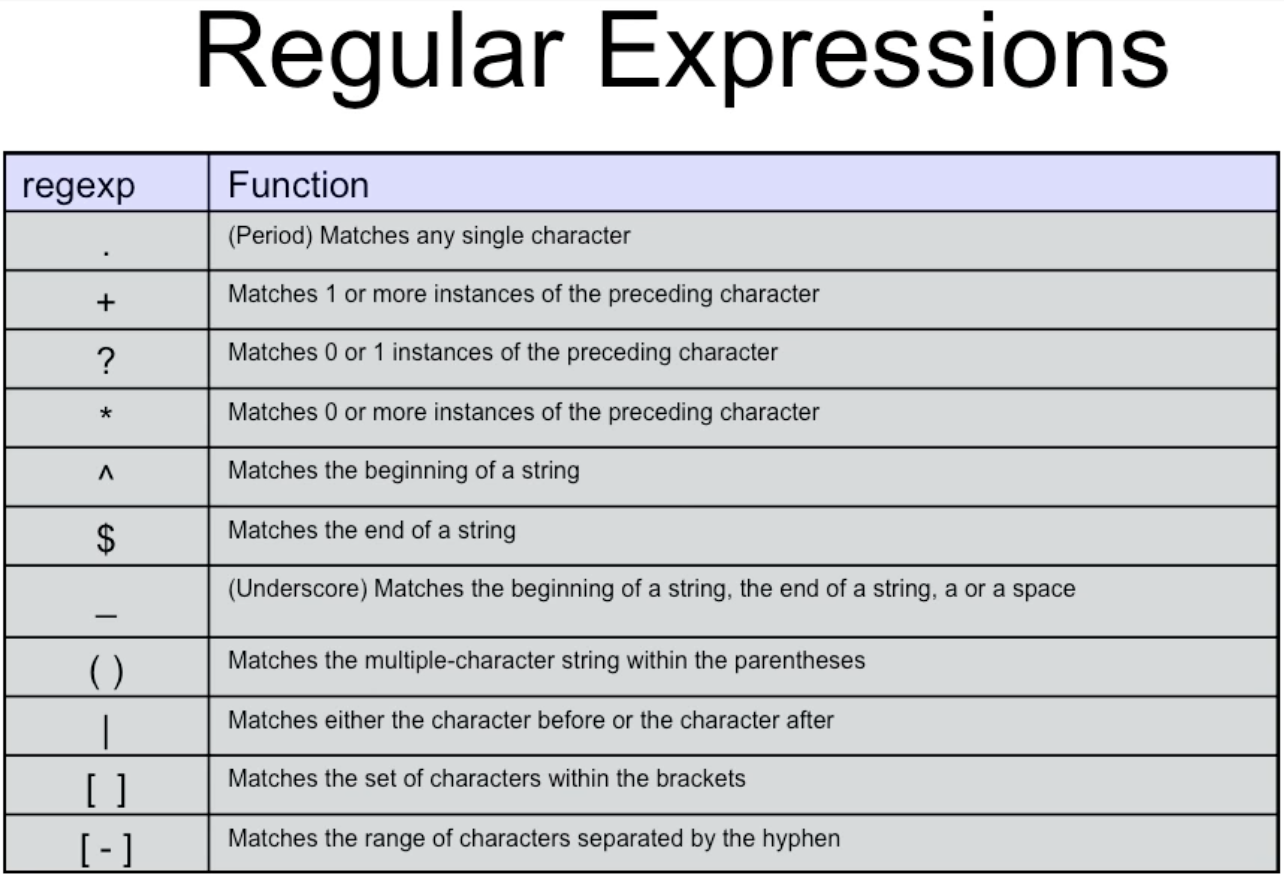 Regular Expressions
regexp Function
. (Period) Matches any single character
+ Matches 1 or more instances of the preceding character
? Matches 0 or 1 instances of the preceding character
* Matches 0 or more instances of the preceding character
^ Matches the beginning of a string
$ Matches the end of a string
_ (Underscore) Matches the beginning of a string, the end of a string, a or a space
( ) Matches the multiple-character string within the parentheses
| Matches either the character before or the character after
[ ] Matches the set of characters within the brackets
[ - ] Matches the range of characters separated by the hyphen